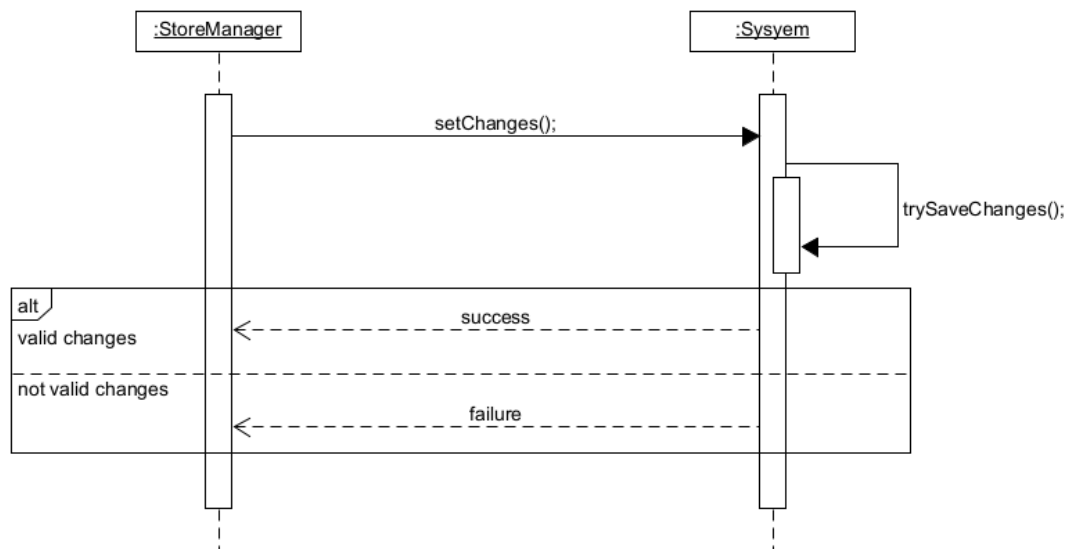 :StoreManager
:Sysyem
setChanges();
trySaveChanges();
alt
valid changes
success
not valid changes
failure